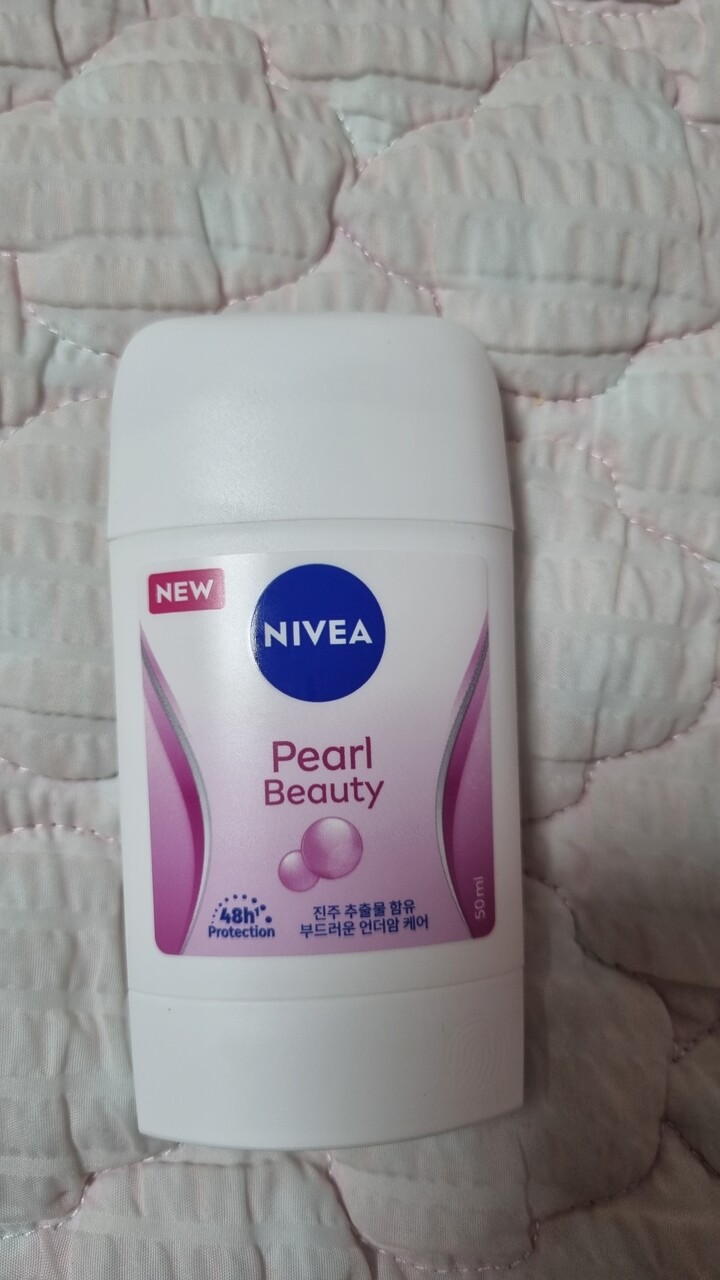 NEW
NIVEA
Pearl
Beauty
48h
Protection
진주 추출물 함유
부드러운 언더암 케어
50 ml